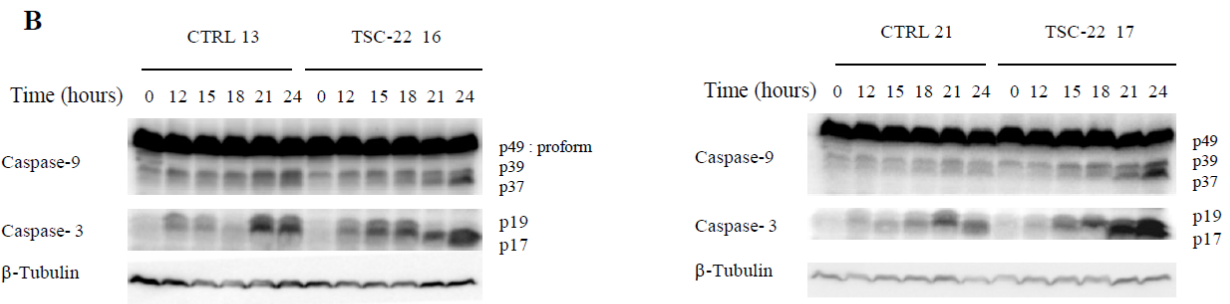 B
CTRL 13 TSC-22 16
Time (hours) 0 12 15 18 21 24 0 12 15 18 21 24
Caspase-9
p49 : proform
p39
p37
Caspase- 3
p19
p17
β-Tubulin
CTRL 21 TSC-22 17
Time (hours) 0 12 15 18 21 24 0 12 15 18 21 24
Caspase-9
p49
p39
p37
Caspase- 3
p19
p17
β-Tubulin